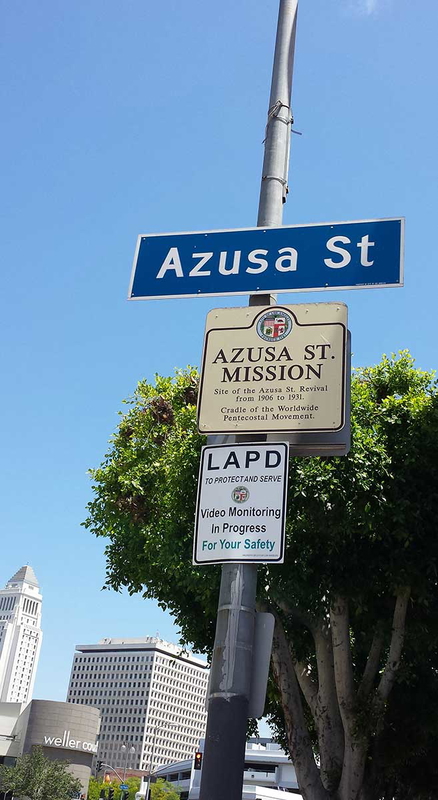 Azusa St
AZUSA ST.
MISSION
Site of the Azusa St. Revival
from 1906 to 1931.
Cradle of the Worldwide
Pentecostal Movement.
LAPD
TO PROTECT AND SERVE
Video Monitoring
In Progress
For Your Safety
weller